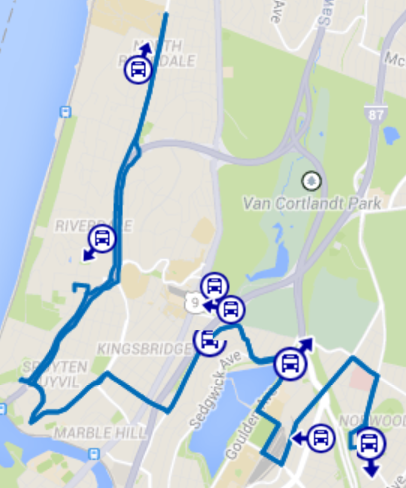 Ave
Saw
NORTH
RIVERDALE
Mc
87
Van Cortlandt Park
RIVERDALE
9
KINGSBRIDGE
SPUYTEN
DUYVIL
Sedgwick Ave
Goulden Ave
MARBLE HILL
NORWOOD